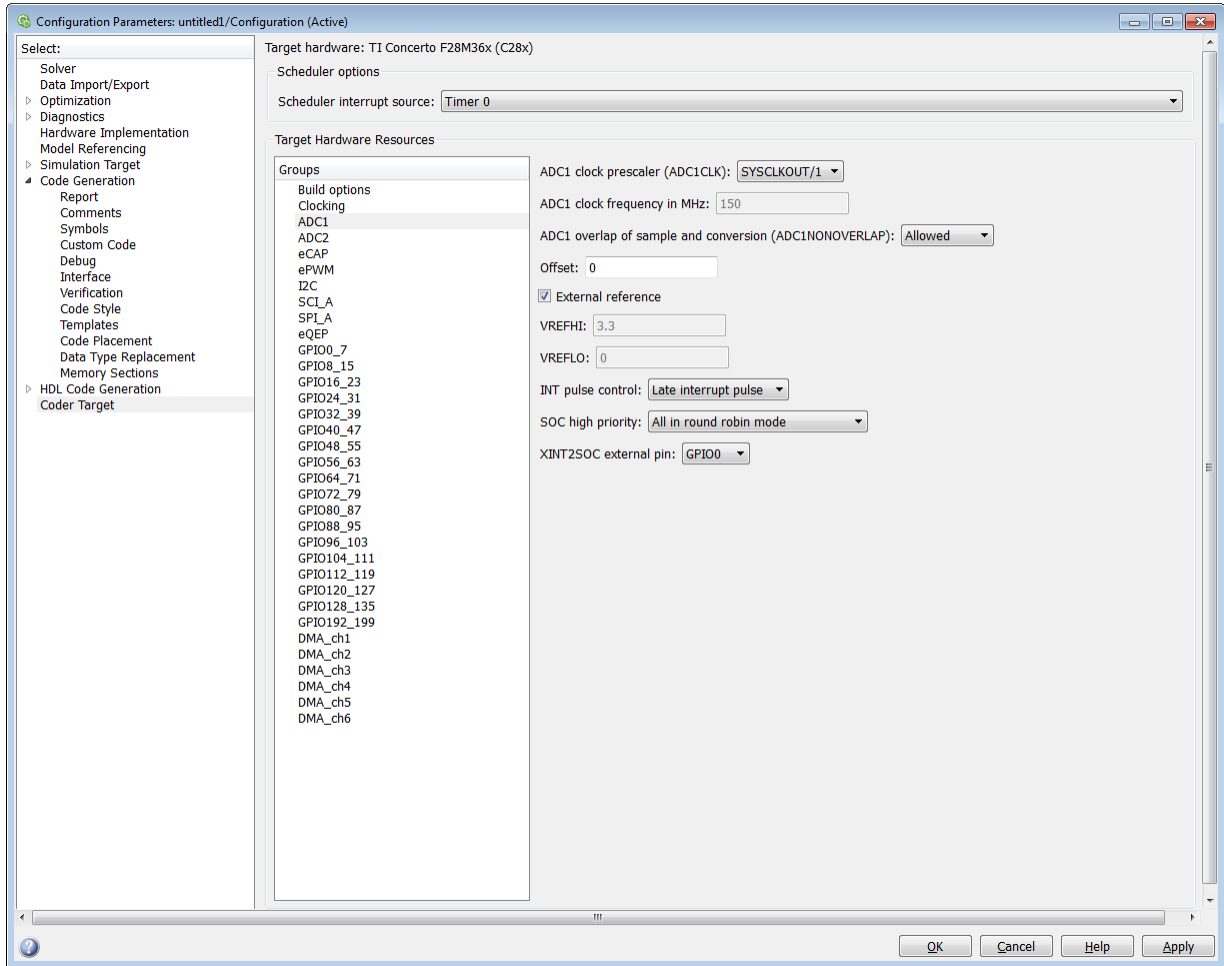 Configuration Parameters: untitled1/Configuration (Active)
Select:
Solver
Data Import/Export
Optimization
Diagnostics
Hardware Implementation
Model Referencing
Simulation Target
Code Generation
Report
Comments
Symbols
Custom Code
Debug
Interface
Verification
Code Style
Templates
Code Placement
Data Type Replacement
Memory Sections
HDL Code Generation
Coder Target
Target hardware: TI Concerto F28M36x (C28x)
Scheduler options
Scheduler interrupt source: Timer 0
Target Hardware Resources
Groups
Build options
Clocking
ADC1
ADC2
eCAP
ePWM
I2C
SCI_A
SPI_A
eQEP
GPIO0_7
GPIO8_15
GPIO16_23
GPIO24_31
GPIO32_39
GPIO40_47
GPIO48_55
GPIO56_63
GPIO64_71
GPIO72_79
GPIO80_87
GPIO88_95
GPIO96_103
GPIO104_111
GPIO112_119
GPIO120_127
GPIO128_135
GPIO192_199
DMA_ch1
DMA_ch2
DMA_ch3
DMA_ch4
DMA_ch5
DMA_ch6
ADC1 clock prescaler (ADC1CLK): SYSCLKOUT/1
ADC1 clock frequency in MHz: 150
ADC1 overlap of sample and conversion (ADC1NONOVERLAP): Allowed
Offset: 0
External reference
VREFHI: 3.3
VREFLO: 0
INT pulse control: Late interrupt pulse
SOC high priority: All in round robin mode
XINT2SOC external pin: GPIO0
OK Cancel Help Apply